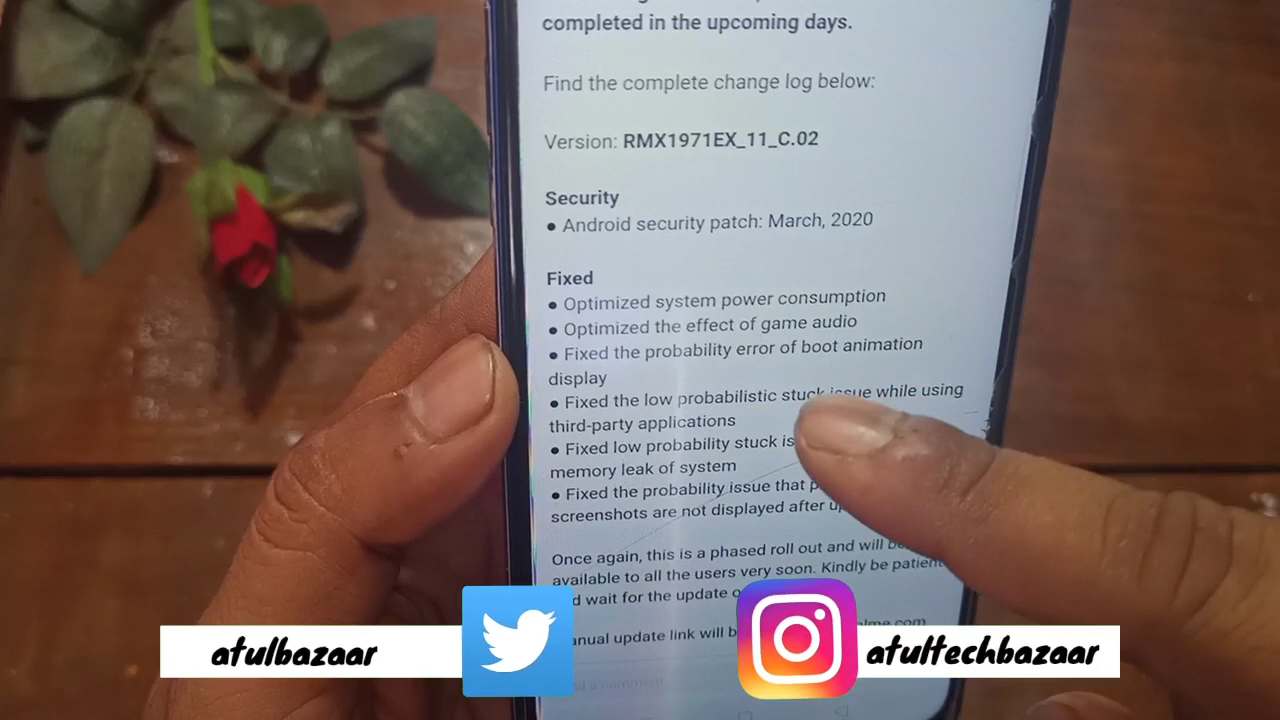 completed in the upcoming days.
Find the complete change log below:
Version: RMX1971EX_11_C.02
Security
• Android security patch: March, 2020
Fixed
• Optimized system power consumption
• Optimized the effect of game audio
• Fixed the probability error of boot animation
display
• Fixed the low probabilistic stuck issue while using
third-party applications
• Fixed low probability stuck
memory leak of system
• Fixed the probability issue that
screenshots are not displayed after
Once again, this is a phased roll out and will
available to all the users very soon. Kindly be patient
wait for the update
update link will
atulbazaar
atultechbazaar